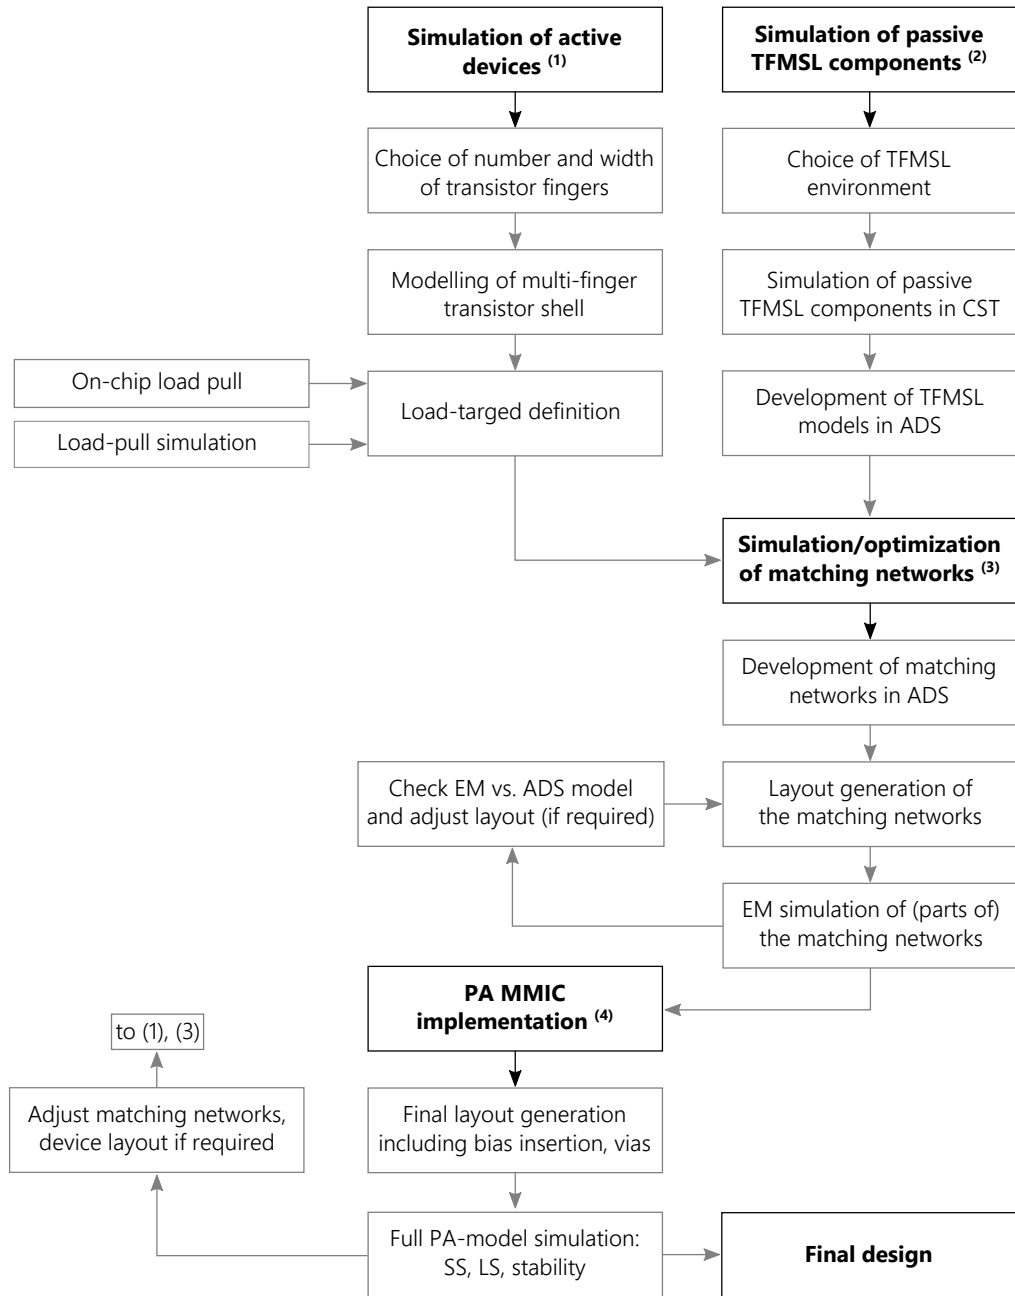 Simulation of active
devices (1)
Simulation of passive
TFMSL components (2)
Choice of number and width
of transistor fingers
Choice of TFMSL
environment
Modelling of multi-finger
transistor shell
Simulation of passive
TFMSL components in CST
On-chip load pull
Load-pull simulation
Load-targed definition
Development of TFMSL
models in ADS
Simulation/optimization
of matching networks (3)
Development of matching
networks in ADS
Check EM vs. ADS model
and adjust layout (if required)
Layout generation of
the matching networks
EM simulation of (parts of)
the matching networks
PA MMIC
implementation (4)
to (1), (3)
Adjust matching networks,
device layout if required
Final layout generation
including bias insertion, vias
Full PA-model simulation:
SS, LS, stability
Final design